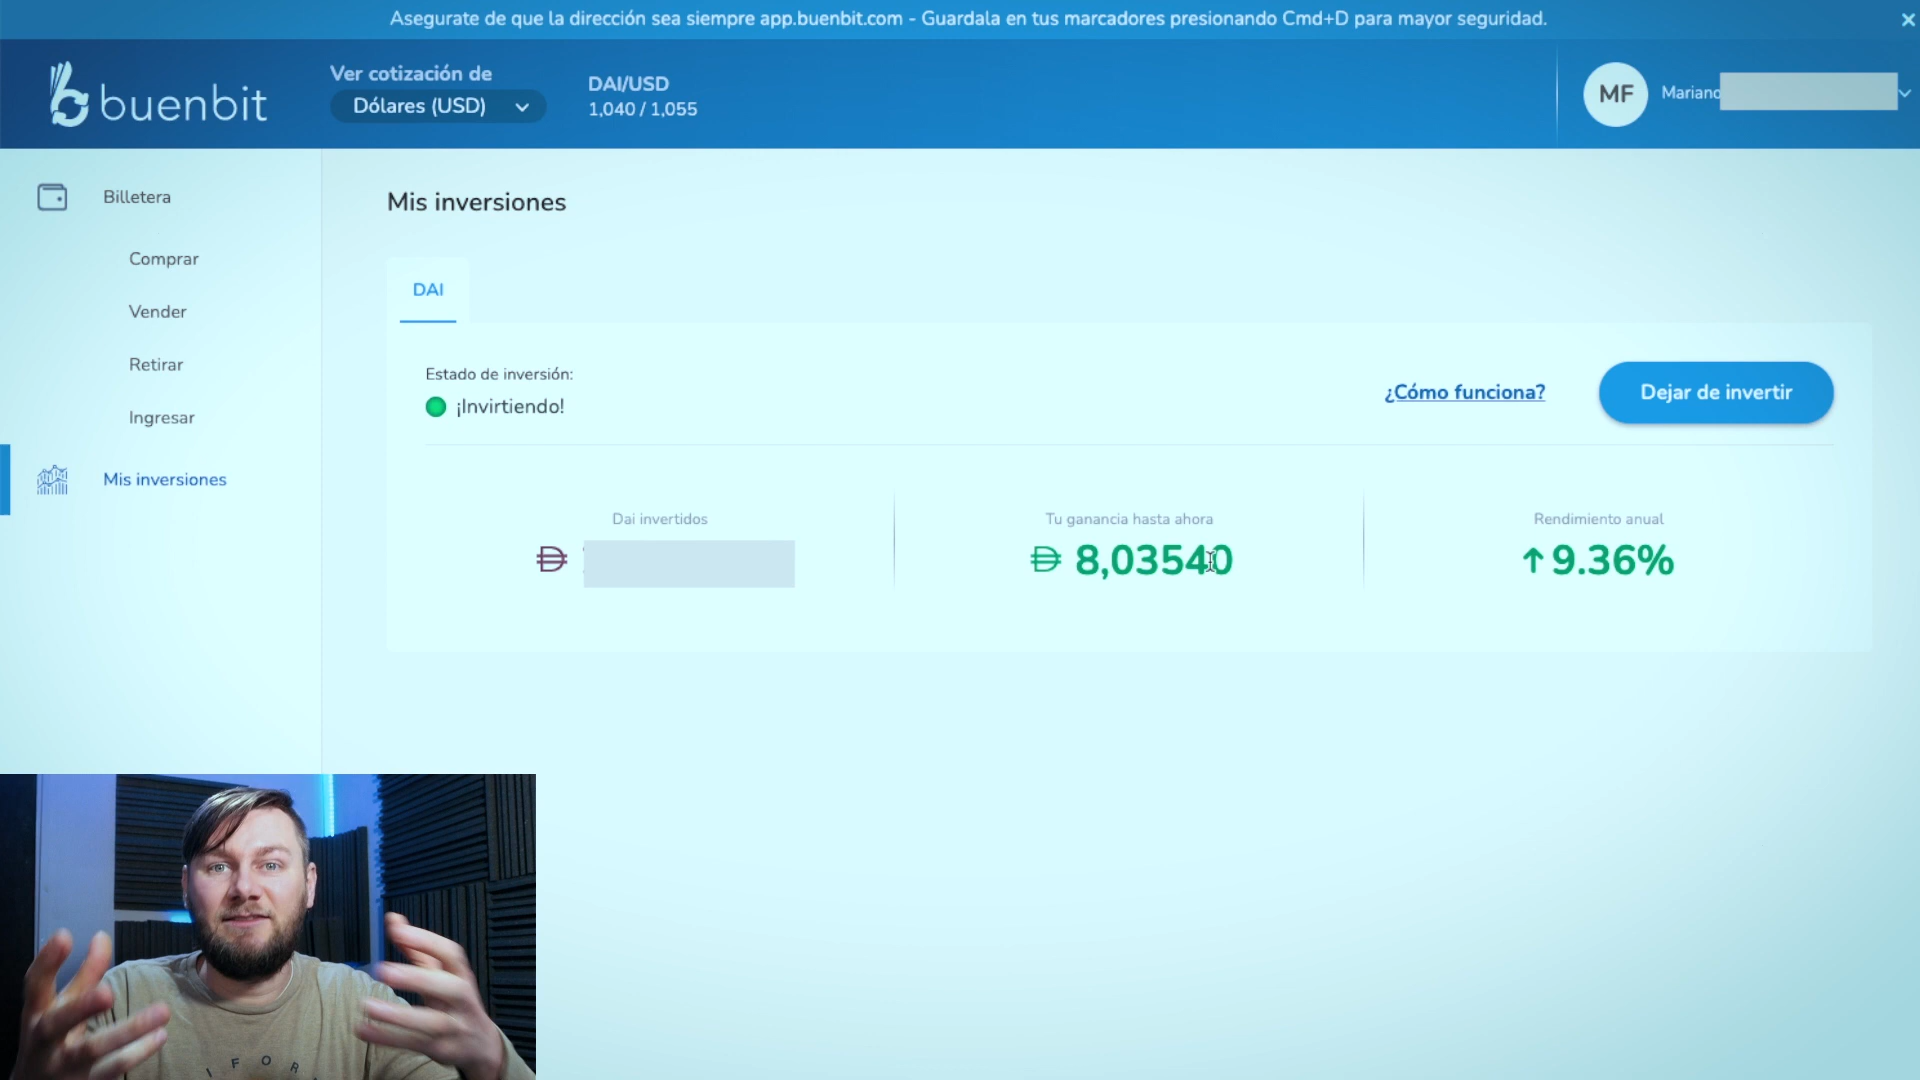 Asegurate de que la dirección sea siempre app.buenbit.com - Guardala en tus marcadores presionando Cmd+D para mayor seguridad.
buenbit
Ver cotización de
Dólares (USD)
DAI/USD
1,040 / 1,055
MF
Mariano
Billetera
Comprar
Vender
Retirar
Ingresar
Mis inversiones
Mis inversiones
DAI
Estado de inversión:
¡Invirtiendo!
¿Cómo funciona?
Dejar de invertir
Dai invertidos
Tu ganancia hasta ahora
8,03540
Rendimiento anual
9.36%
I F O R